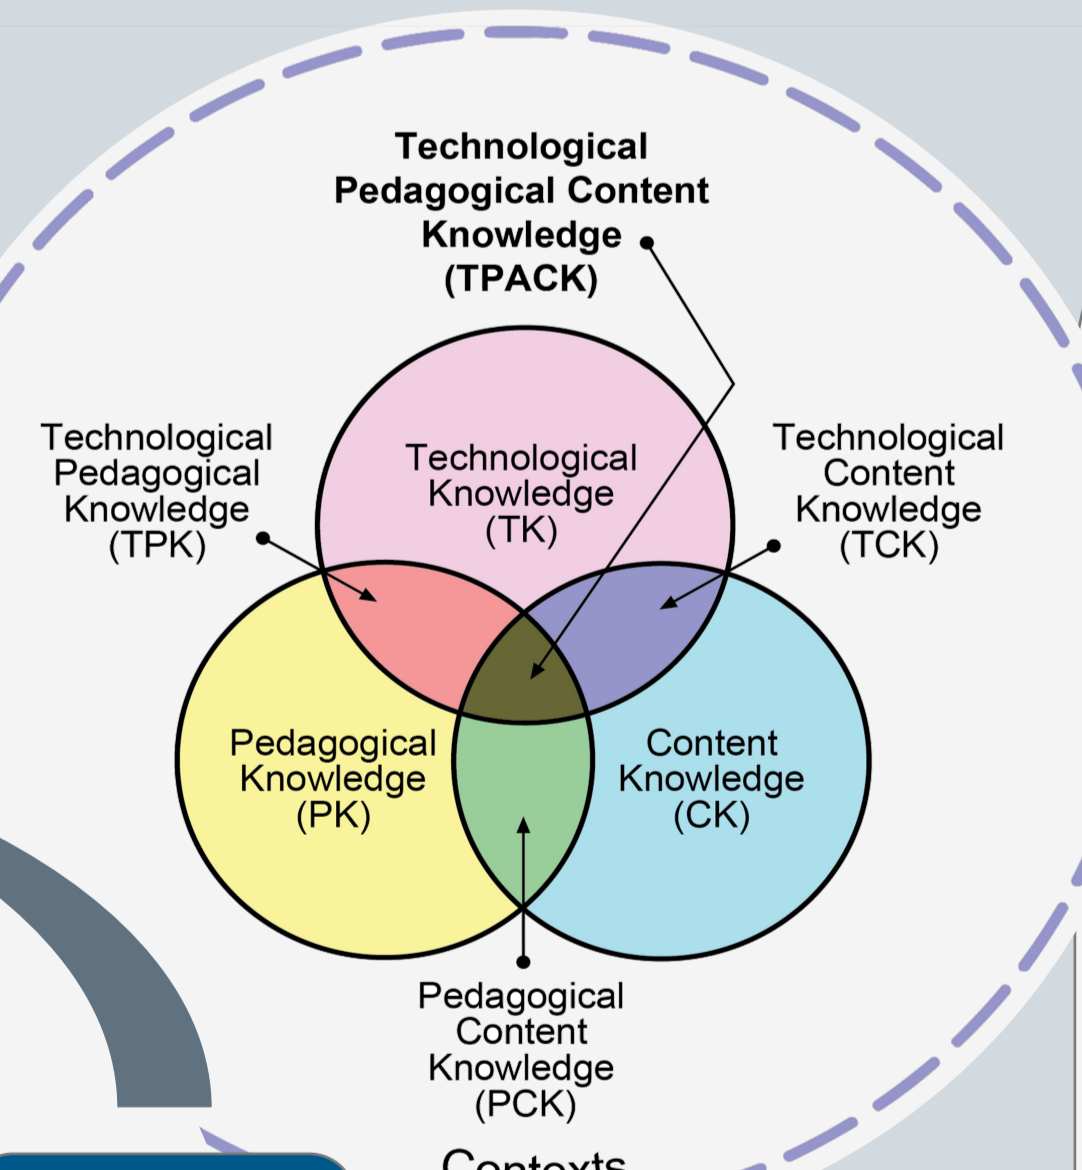 Technological
Pedagogical Content
Knowledge
(TPACK)
Technological
Pedagogical
Knowledge
(TPK)
Technological
Knowledge
(TK)
Technological
Content
Knowledge
(TCK)
Pedagogical
Knowledge
(PK)
Content
Knowledge
(CK)
Pedagogical
Content
Knowledge
(PCK)
Contexts